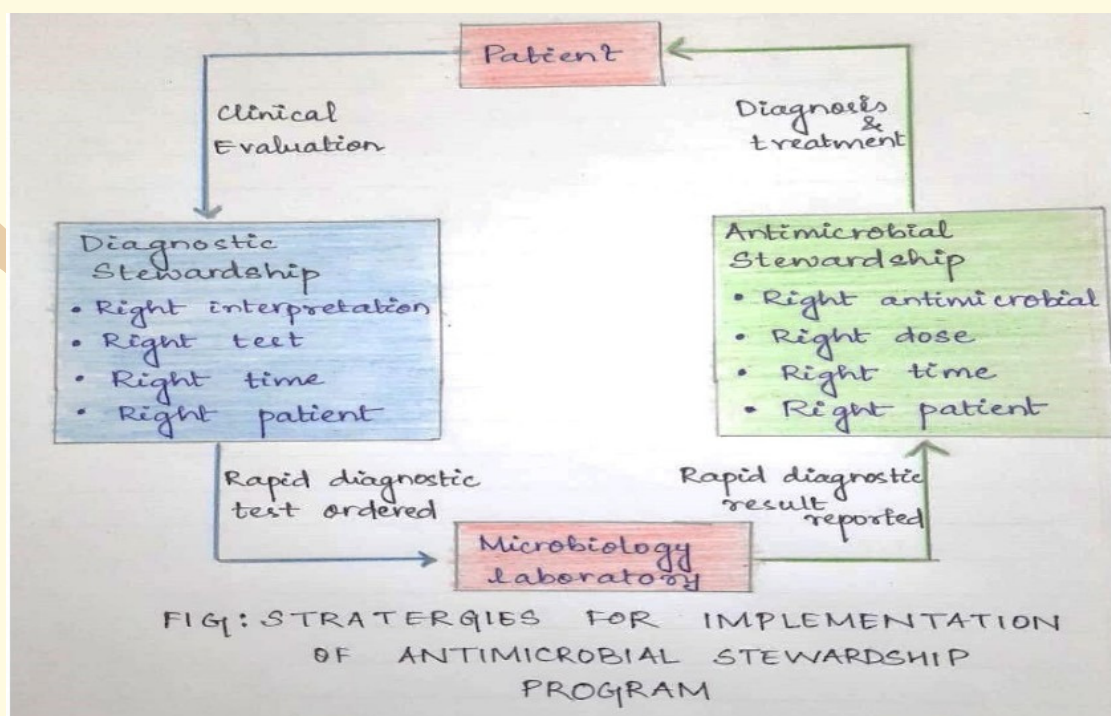 Patient
Clinical
Evaluation
Diagnosis
&
treatment
Diagnostic
Stewardship
• Right interpretation
• Right test
• Right time
• Right patient
Antimicrobial
Stewardship
• Right antimicrobial
• Right dose
• Right time
• Right patient
Rapid diagnostic
test ordered
Rapid diagnostic
result
reported
Microbiology
laboratory
FIG: STRATERGIES FOR IMPLEMENTATION
OF ANTIMICROBIAL STEWARDSHIP
PROGRAM